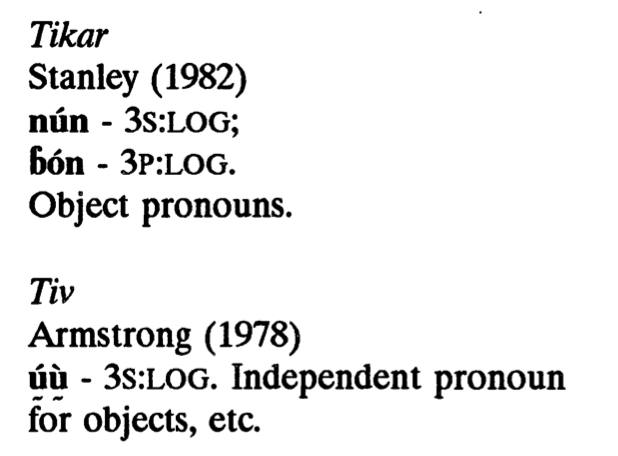 Tikar
Stanley (1982)
nún - 3S:LOG;
ɓón - 3P:LOG.
Object pronouns.
Tiv
Armstrong (1978)
ṵ́ṵ̀ - 3S:LOG. Independent pronoun
for objects, etc.